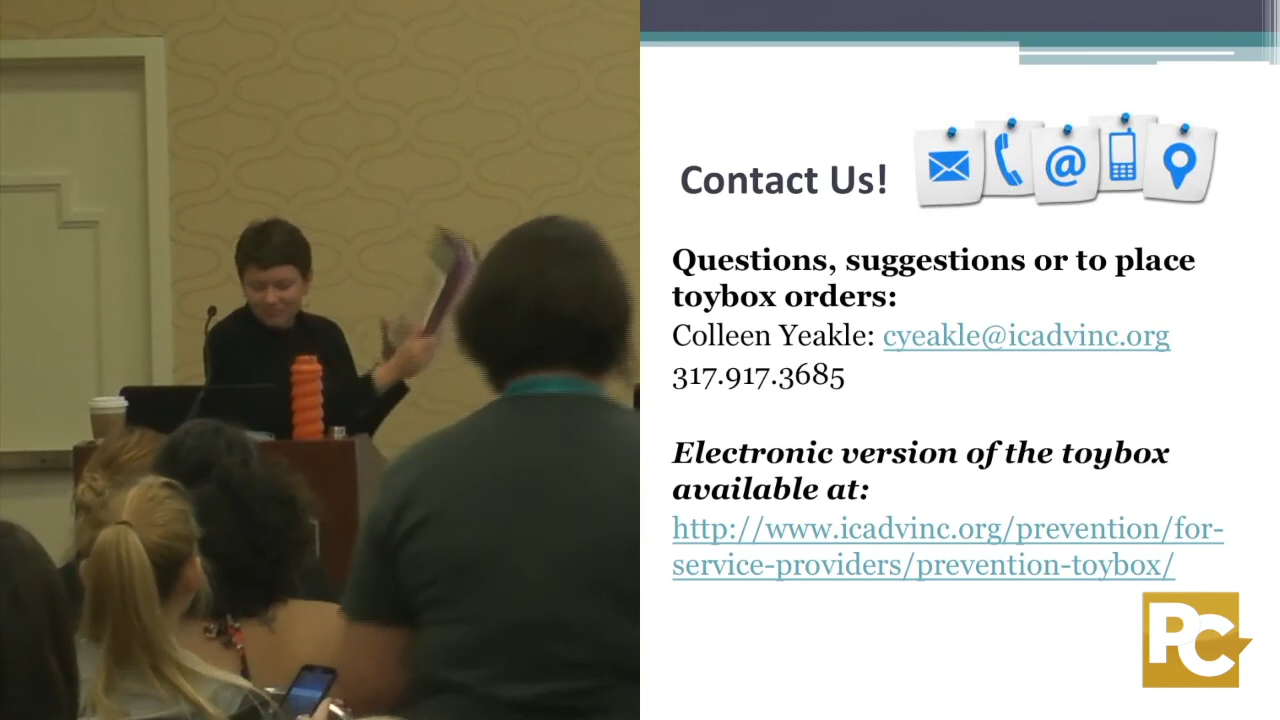 Contact Us!
@
Questions, suggestions or to place
toybox orders:
Colleen Yeakle: cyeakle@icadvinc.org
317.917.3685
Electronic version of the toybox
available at:
http://www.icadvinc.org/prevention/for-
service-providers/prevention-toybox/
PC